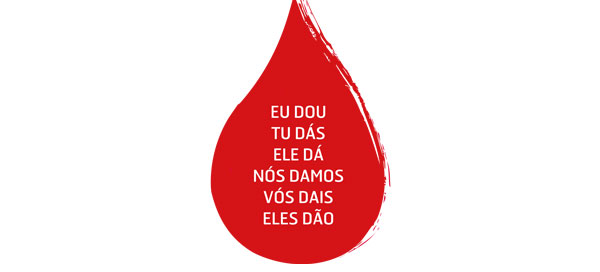 EU DOU
TU DÁS
ELE DÁ
NÓS DAMOS
VÓS DAIS
ELES DÃO